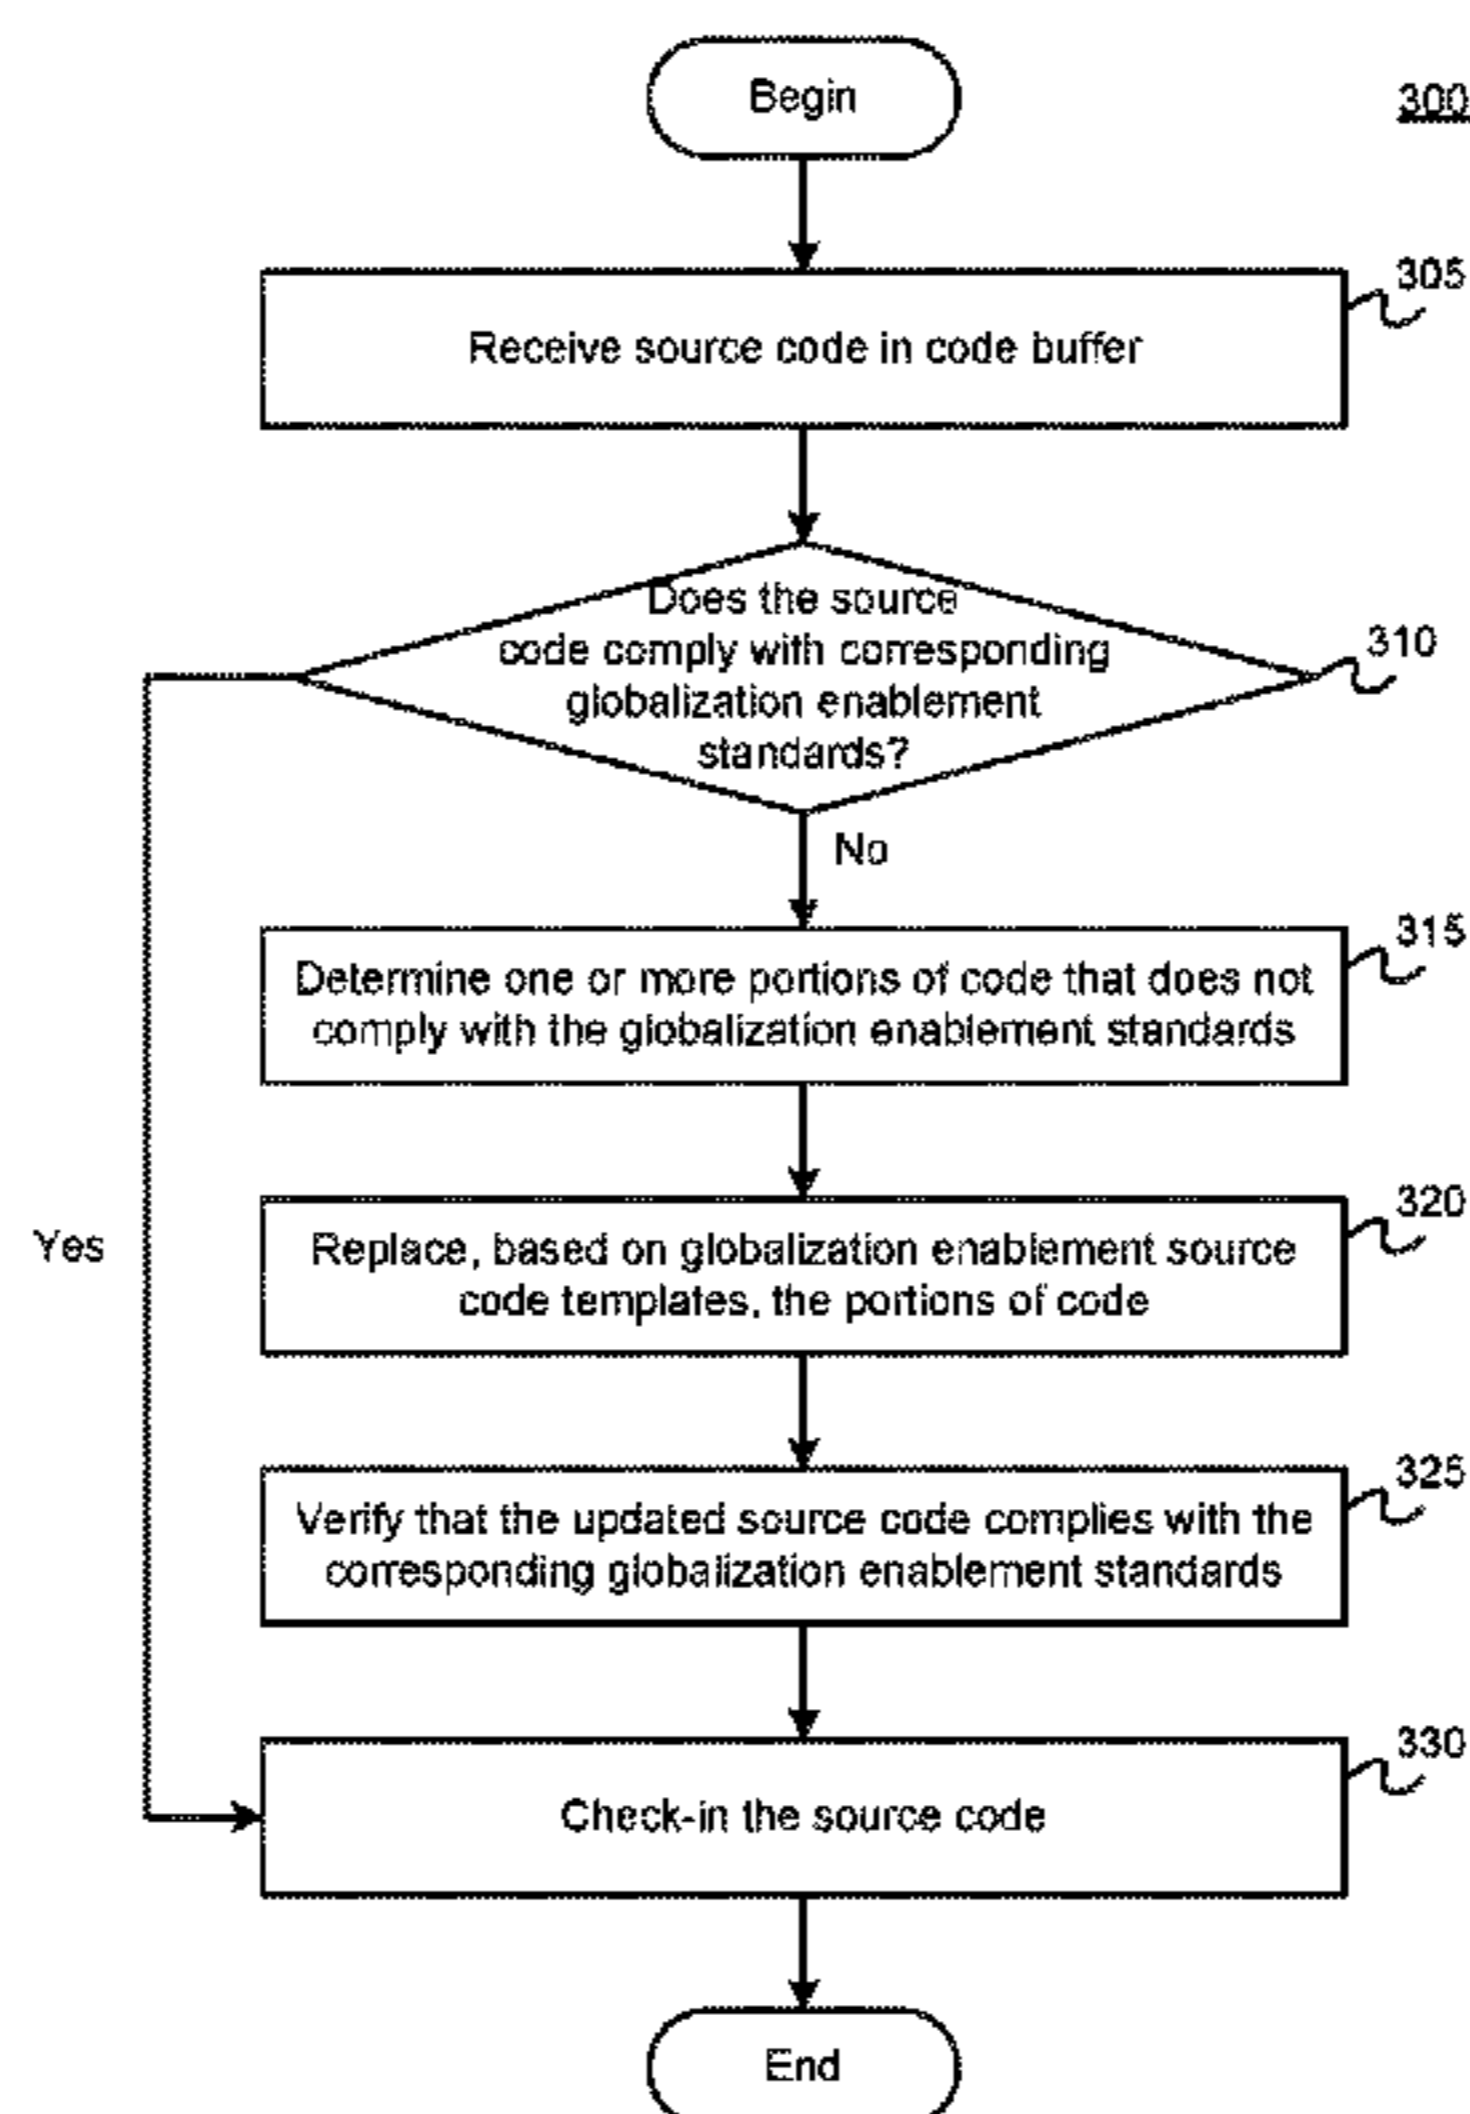 Begin
300
305
Receive source code in code buffer
Does the source
code comply with corresponding
globalization enablement
standards?
310
No
315
Determine one or more portions of code that does not
comply with the globalization enablement standards
320
Yes
Replace, based on globalization enablement source
code templates, the portions of code
325
Verify that the updated source code complies with the
corresponding globalization enablement standards
330
Check-in the source code
End